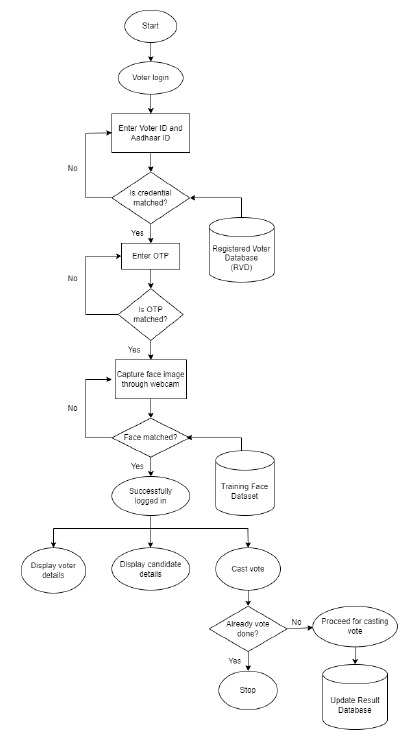 Start
Voter login
Enter Voter ID and
Aadhaar ID
No
Is credential
matched?
Yes
Registered Voter
Database
(RVD)
Enter OTP
No
Is OTP
matched?
Yes
Capture face image
through webcam
No
Face matched?
Yes
Training Face
Dataset
Successfully
logged in
Display voter
details
Display candidate
details
Cast vote
Already vote
done?
No
Proceed for casting
vote
Yes
Stop
Update Result
Database